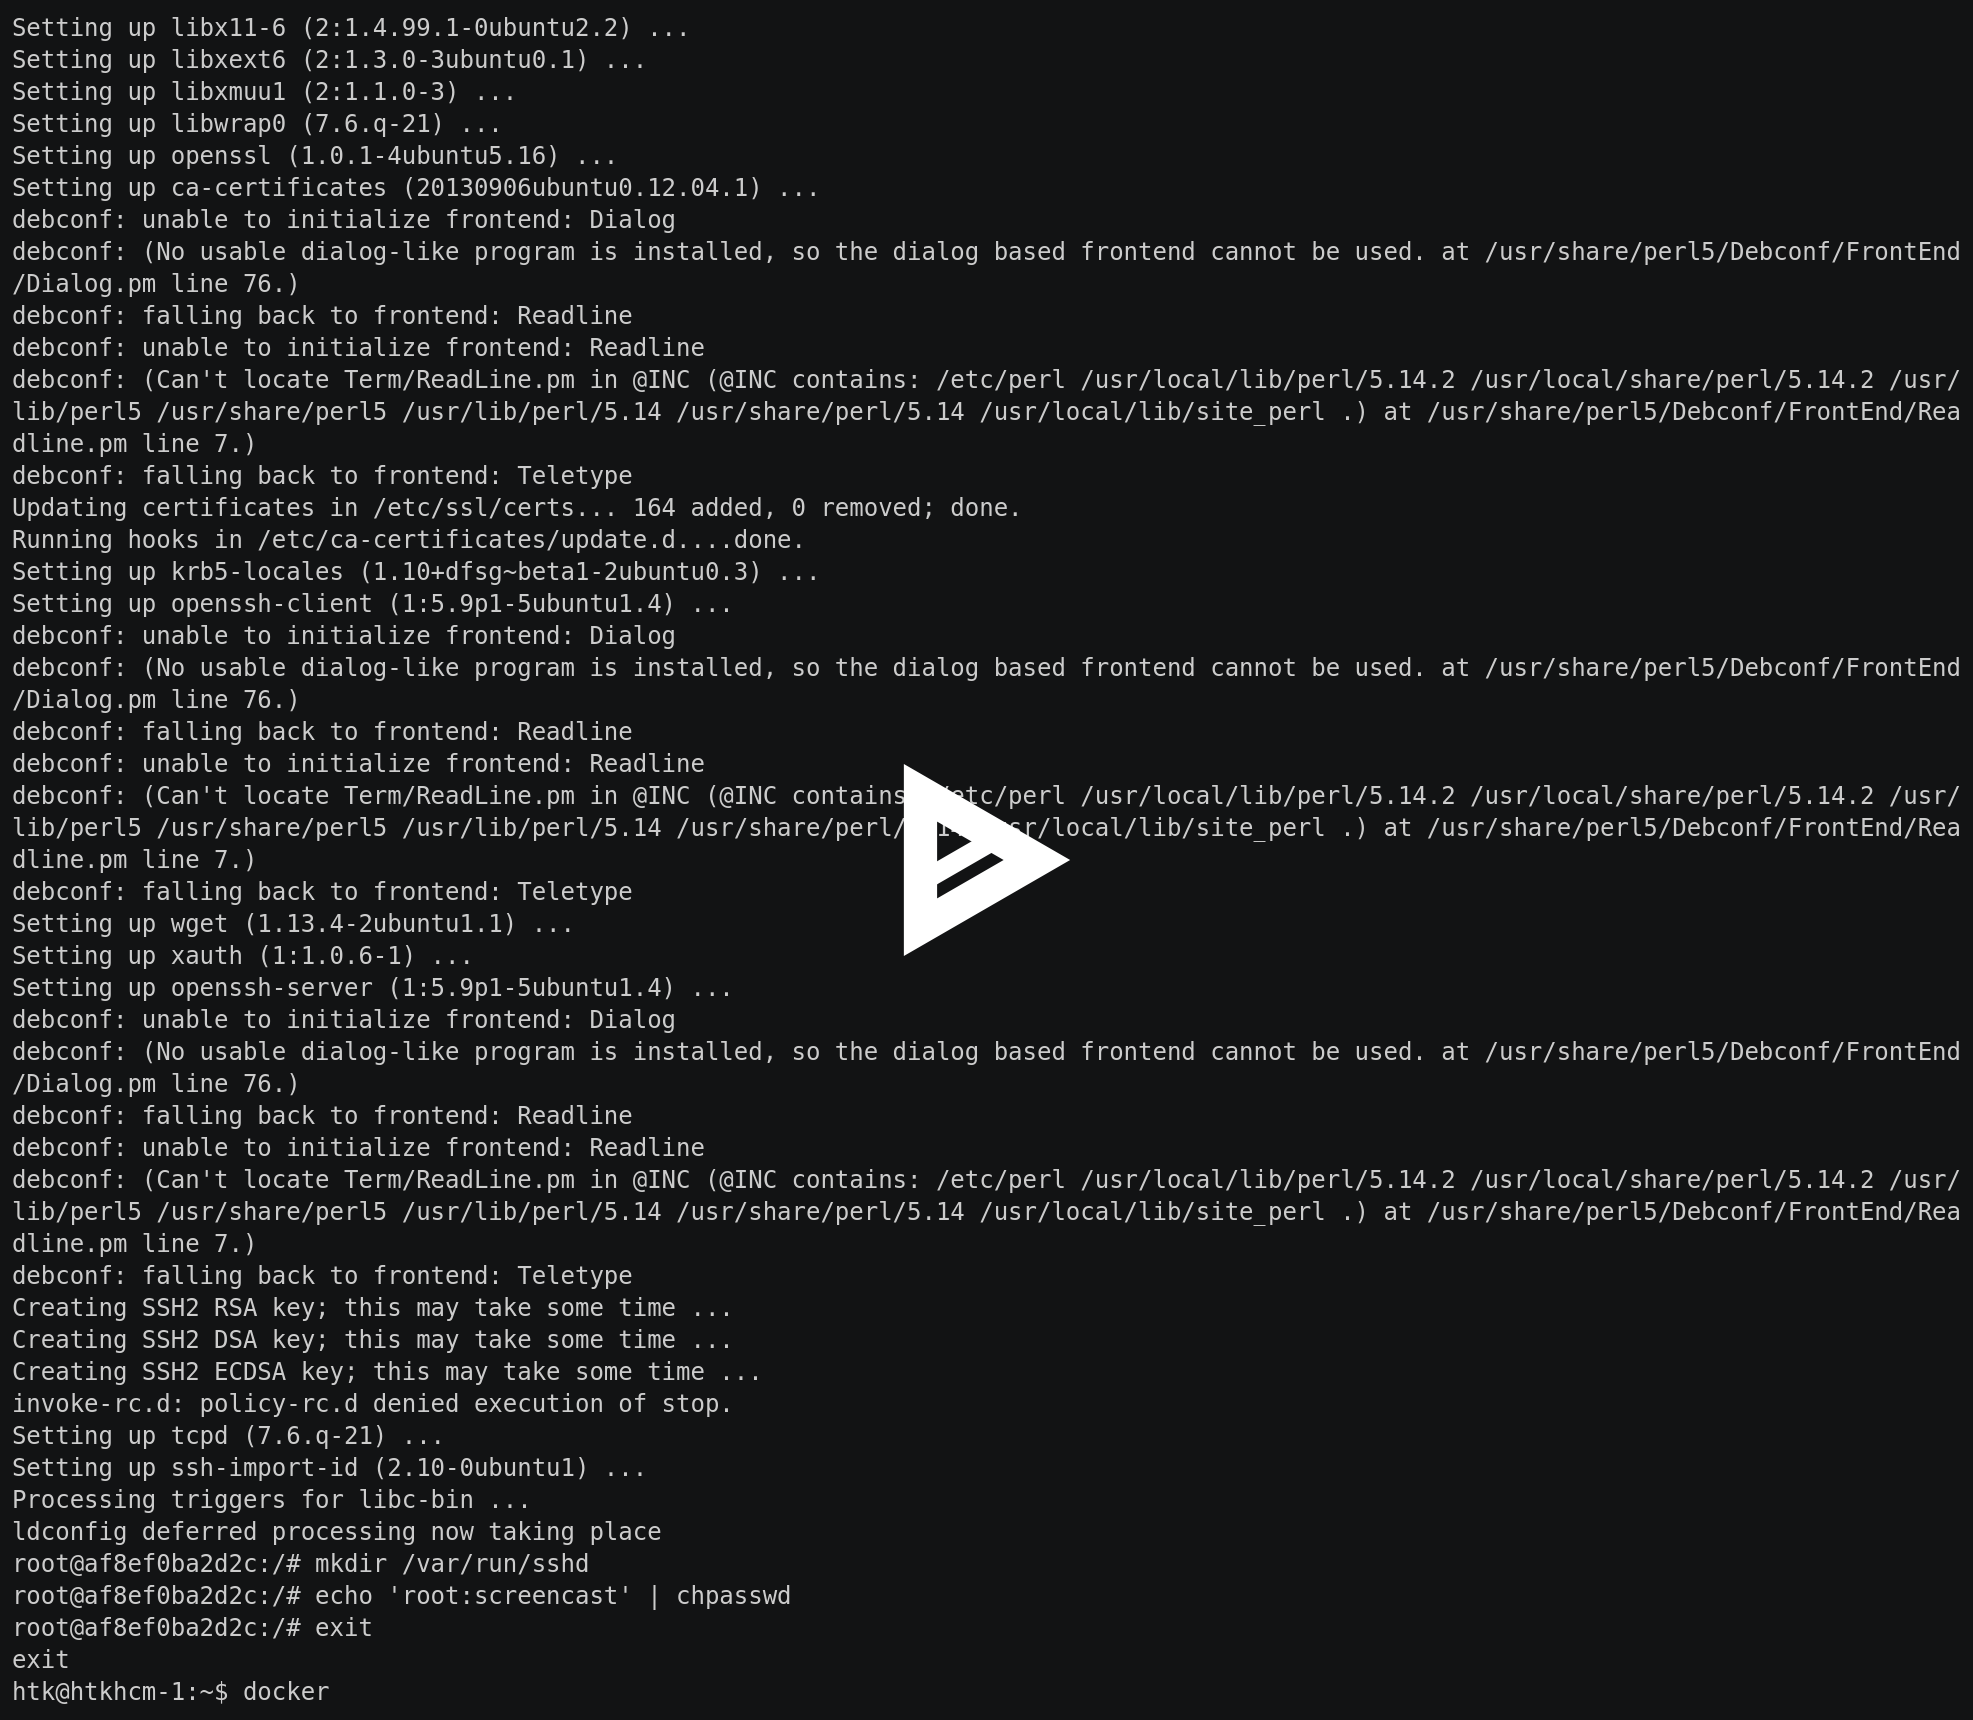 Setting up libx11-6 (2:1.4.99.1-0ubuntu2.2) ...
Setting up libxext6 (2:1.3.0-3ubuntu0.1) ...
Setting up libxmuu1 (2:1.1.0-3) ...
Setting up libwrap0 (7.6.q-21) ...
Setting up openssl (1.0.1-4ubuntu5.16) ...
Setting up ca-certificates (20130906ubuntu0.12.04.1) ...
debconf: unable to initialize frontend: Dialog
debconf: (No usable dialog-like program is installed, so the dialog based frontend cannot be used. at /usr/share/perl5/Debconf/FrontEnd
/Dialog.pm line 76.)
debconf: falling back to frontend: Readline
debconf: unable to initialize frontend: Readline
debconf: (Can't locate Term/ReadLine.pm in @INC (@INC contains: /etc/perl /usr/local/lib/perl/5.14.2 /usr/local/share/perl/5.14.2 /usr/
lib/perl5 /usr/share/perl5 /usr/lib/perl/5.14 /usr/share/perl/5.14 /usr/local/lib/site_perl .) at /usr/share/perl5/Debconf/FrontEnd/Rea
dline.pm line 7.)
debconf: falling back to frontend: Teletype
Updating certificates in /etc/ssl/certs... 164 added, 0 removed; done.
Running hooks in /etc/ca-certificates/update.d....done.
Setting up krb5-locales (1.10+dfsg~beta1-2ubuntu0.3) ...
Setting up openssh-client (1:5.9p1-5ubuntu1.4) ...
debconf: unable to initialize frontend: Dialog
debconf: (No usable dialog-like program is installed, so the dialog based frontend cannot be used. at /usr/share/perl5/Debconf/FrontEnd
/Dialog.pm line 76.)
debconf: falling back to frontend: Readline
debconf: unable to initialize frontend: Readline
debconf: (Can't locate Term/ReadLine.pm in @INC (@INC contains etc/perl /usr/local/lib/perl/5.14.2 /usr/local/share/perl/5.14.2 /usr/
lib/perl5 /usr/share/perl5 /usr/lib/perl/5.14 /usr/share/perl/ sr/local/lib/site_perl .) at /usr/share/perl5/Debconf/FrontEnd/Rea
dline.pm line 7.)
debconf: falling back to frontend: Teletype
Setting up wget (1.13.4-2ubuntu1.1) ...
Setting up xauth (1:1.0.6-1) ...
Setting up openssh-server (1:5.9p1-5ubuntu1.4) ...
debconf: unable to initialize frontend: Dialog
debconf: (No usable dialog-like program is installed, so the dialog based frontend cannot be used. at /usr/share/perl5/Debconf/FrontEnd
/Dialog.pm line 76.)
debconf: falling back to frontend: Readline
debconf: unable to initialize frontend: Readline
debconf: (Can't locate Term/ReadLine.pm in @INC (@INC contains: /etc/perl /usr/local/lib/perl/5.14.2 /usr/local/share/perl/5.14.2 /usr/
lib/perl5 /usr/share/perl5 /usr/lib/perl/5.14 /usr/share/perl/5.14 /usr/local/lib/site_perl .) at /usr/share/perl5/Debconf/FrontEnd/Rea
dline.pm line 7.)
debconf: falling back to frontend: Teletype
Creating SSH2 RSA key; this may take some time ...
Creating SSH2 DSA key; this may take some time ...
Creating SSH2 ECDSA key; this may take some time ...
invoke-rc.d: policy-rc.d denied execution of stop.
Setting up tcpd (7.6.q-21) ...
Setting up ssh-import-id (2.10-0ubuntu1) ...
Processing triggers for libc-bin ...
ldconfig deferred processing now taking place
root@af8ef0ba2d2c:/# mkdir /var/run/sshd
root@af8ef0ba2d2c:/# echo 'root:screencast' | chpasswd
root@af8ef0ba2d2c:/# exit
exit
htk@htkhcm-1:~$ docker